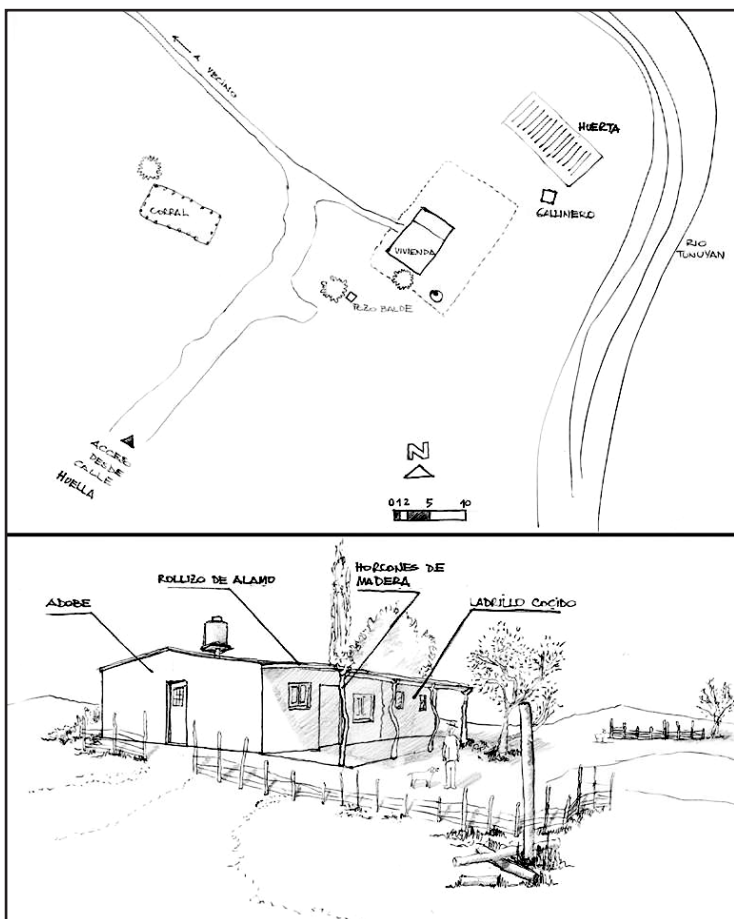 A VECINO
HUERTA
CORRAL
GALLINERO
VIVIENDA
RIO
TUNUYAN
POZO BALDE
ACCESO
DESDE
CALLE
HUELLA
N
0 1 2 5 10
HORCONES DE
MADERA
ROLLIZO DE ALAMO
ADOBE
LADRILLO COCIDO